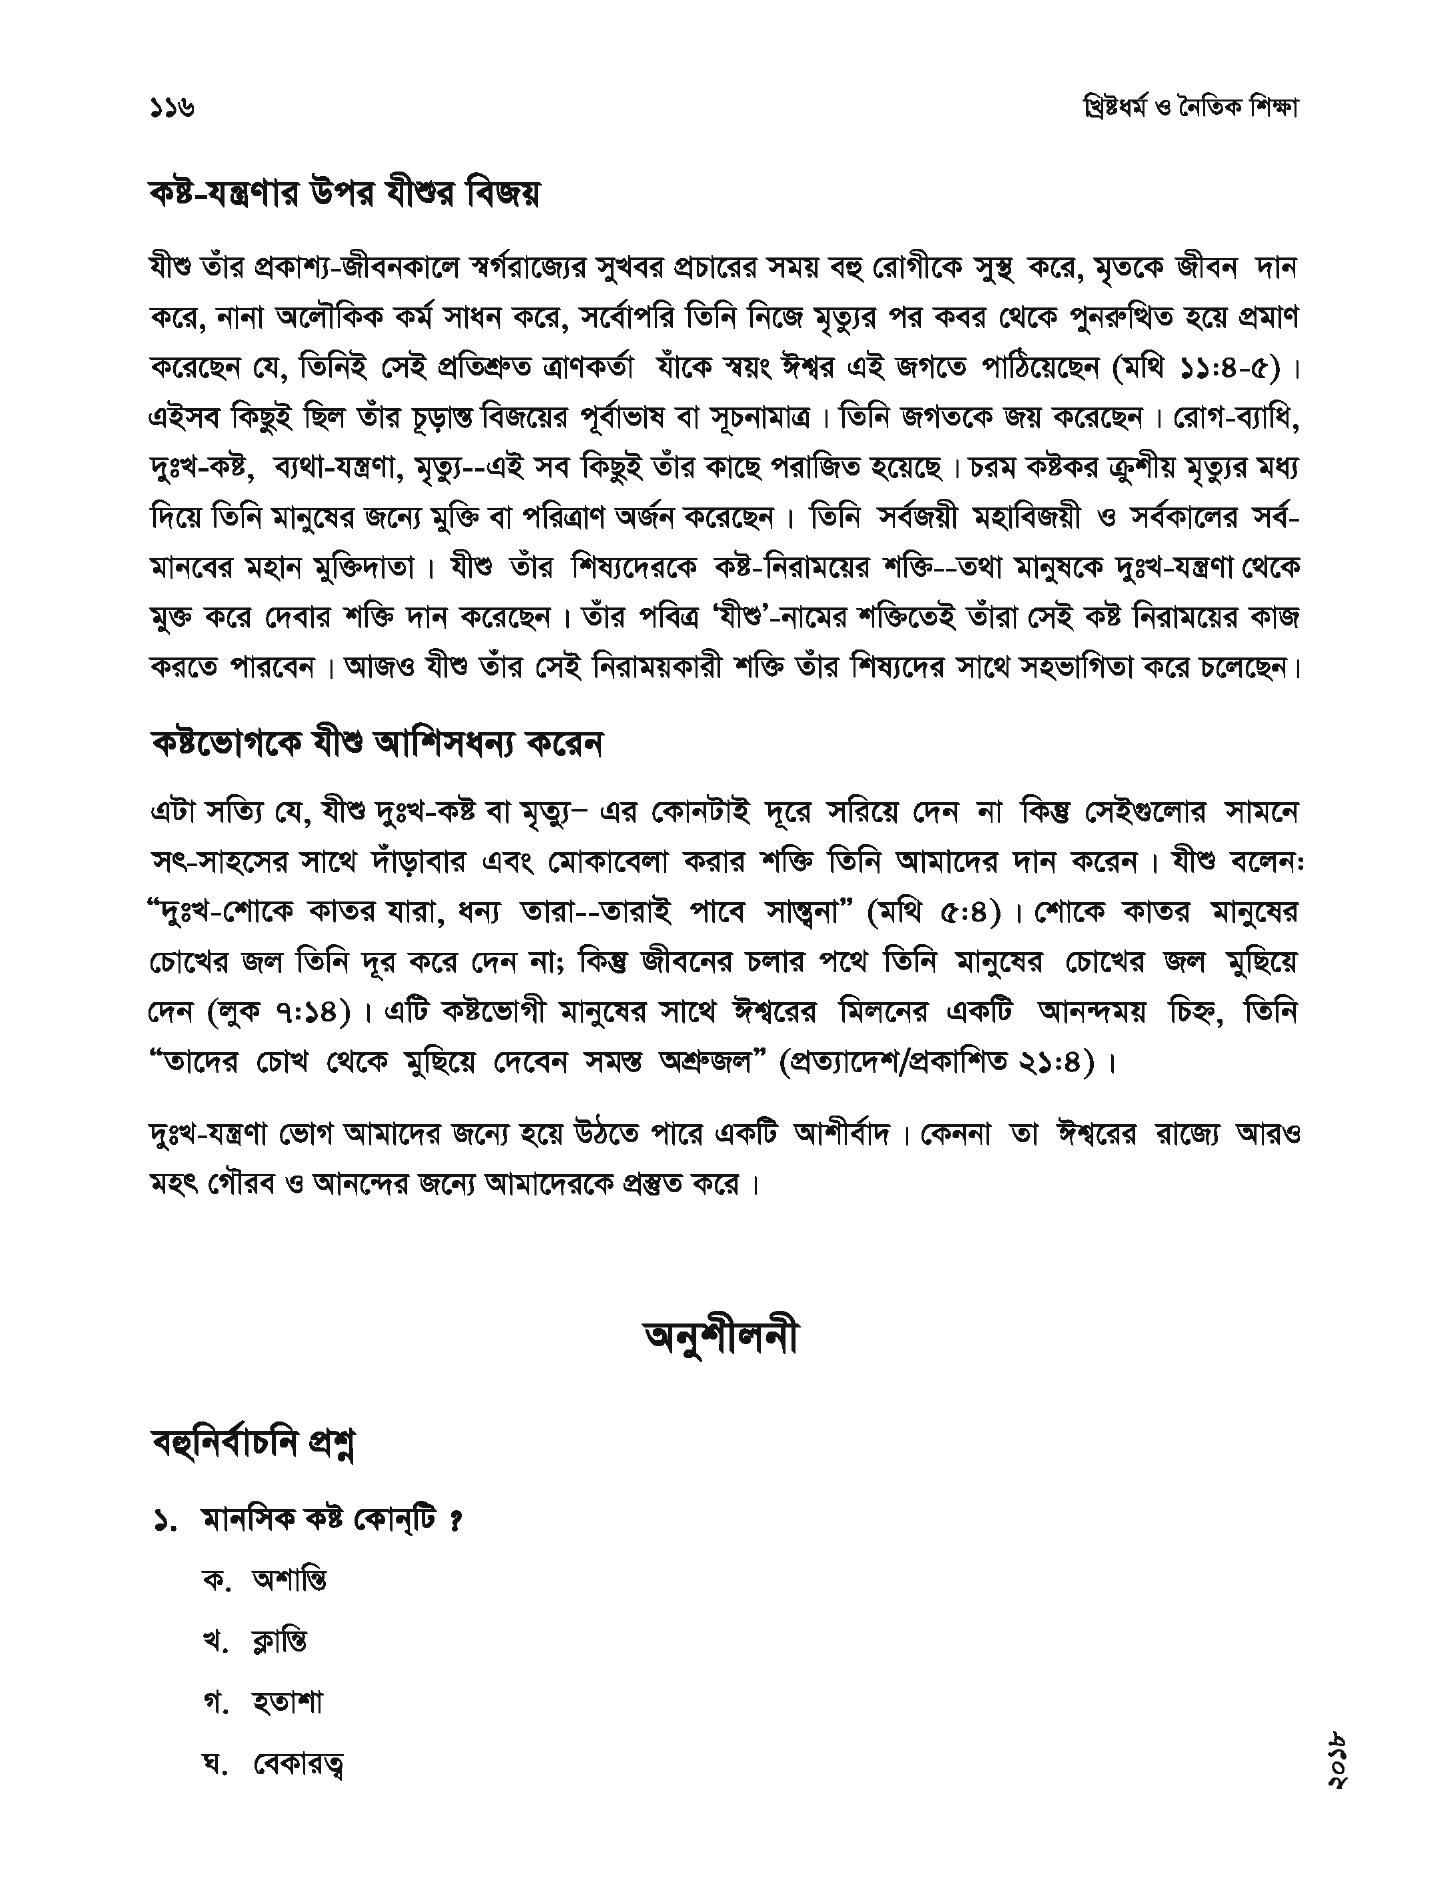 ১১৬
খ্রিষ্টধর্ম ও নৈতিক শিক্ষা
কষ্ট-যন্ত্রণার উপর যীশুর বিজয়
যীশু তাঁর প্রকাশ্য-জীবনকালে স্বর্গরাজ্যের সুখবর প্রচারের সময় বহু রোগীকে সুস্থ করে, মৃতকে জীবন দান
করে, নানা অলৌকিক কর্ম সাধন করে, সর্বোপরি তিনি নিজে মৃত্যুর পর কবর থেকে পুনরুত্থিত হয়ে প্রমাণ
করেছেন যে, তিনিই সেই প্রতিশ্রুত ত্রাণকর্তা যাঁকে স্বয়ং ঈশ্বর এই জগতে পাঠিয়েছেন (মথি ১১:৪-৫)।
এইসব কিছুই ছিল তাঁর চূড়ান্ত বিজয়ের পূর্বাভাষ বা সূচনামাত্র। তিনি জগতকে জয় করেছেন। রোগ-ব্যাধি,
দুঃখ-কষ্ট, ব্যথা-যন্ত্রণা, মৃত্যু--এই সব কিছুই তাঁর কাছে পরাজিত হয়েছে। চরম কষ্টকর ক্রুশীয় মৃত্যুর মধ্য
দিয়ে তিনি মানুষের জন্যে মুক্তি বা পরিত্রাণ অর্জন করেছেন। তিনি সর্বজয়ী মহাবিজয়ী ও সর্বকালের সর্ব-
মানবের মহান মুক্তিদাতা। যীশু তাঁর শিষ্যদেরকে কষ্ট-নিরাময়ের শক্তি--তথা মানুষকে দুঃখ-যন্ত্রণা থেকে
মুক্ত করে দেবার শক্তি দান করেছেন। তাঁর পবিত্র ‘যীশু’-নামের শক্তিতেই তাঁরা সেই কষ্ট নিরাময়ের কাজ
করতে পারবেন। আজও যীশু তাঁর সেই নিরাময়কারী শক্তি তাঁর শিষ্যদের সাথে সহভাগিতা করে চলেছেন।
কষ্টভোগকে যীশু আশিসধন্য করেন
এটা সত্যি যে, যীশু দুঃখ-কষ্ট বা মৃত্যু– এর কোনটাই দূরে সরিয়ে দেন না কিন্তু সেইগুলোর সামনে
সৎ-সাহসের সাথে দাঁড়াবার এবং মোকাবেলা করার শক্তি তিনি আমাদের দান করেন। যীশু বলেন:
“দুঃখ-শোকে কাতর যারা, ধন্য তারা--তারাই পাবে সান্ত্বনা” (মথি ৫:৪)। শোকে কাতর মানুষের
চোখের জল তিনি দূর করে দেন না; কিন্তু জীবনের চলার পথে তিনি মানুষের চোখের জল মুছিয়ে
দেন (লুক ৭:১৪)। এটি কষ্টভোগী মানুষের সাথে ঈশ্বরের মিলনের একটি আনন্দময় চিহ্ন, তিনি
“তাদের চোখ থেকে মুছিয়ে দেবেন সমস্ত অশ্রুজল” (প্রত্যাদেশ/প্রকাশিত ২১:৪)।
দুঃখ-যন্ত্রণা ভোগ আমাদের জন্যে হয়ে উঠতে পারে একটি আশীর্বাদ। কেননা তা ঈশ্বরের রাজ্যে আরও
মহৎ গৌরব ও আনন্দের জন্যে আমাদেরকে প্রস্তুত করে।
অনুশীলনী
বহুনির্বাচনি প্রশ্ন
১. মানসিক কষ্ট কোন্‌টি ?
ক. অশান্তি
খ. ক্লান্তি
গ. হতাশা
ঘ. বেকারত্ব
২০১৮